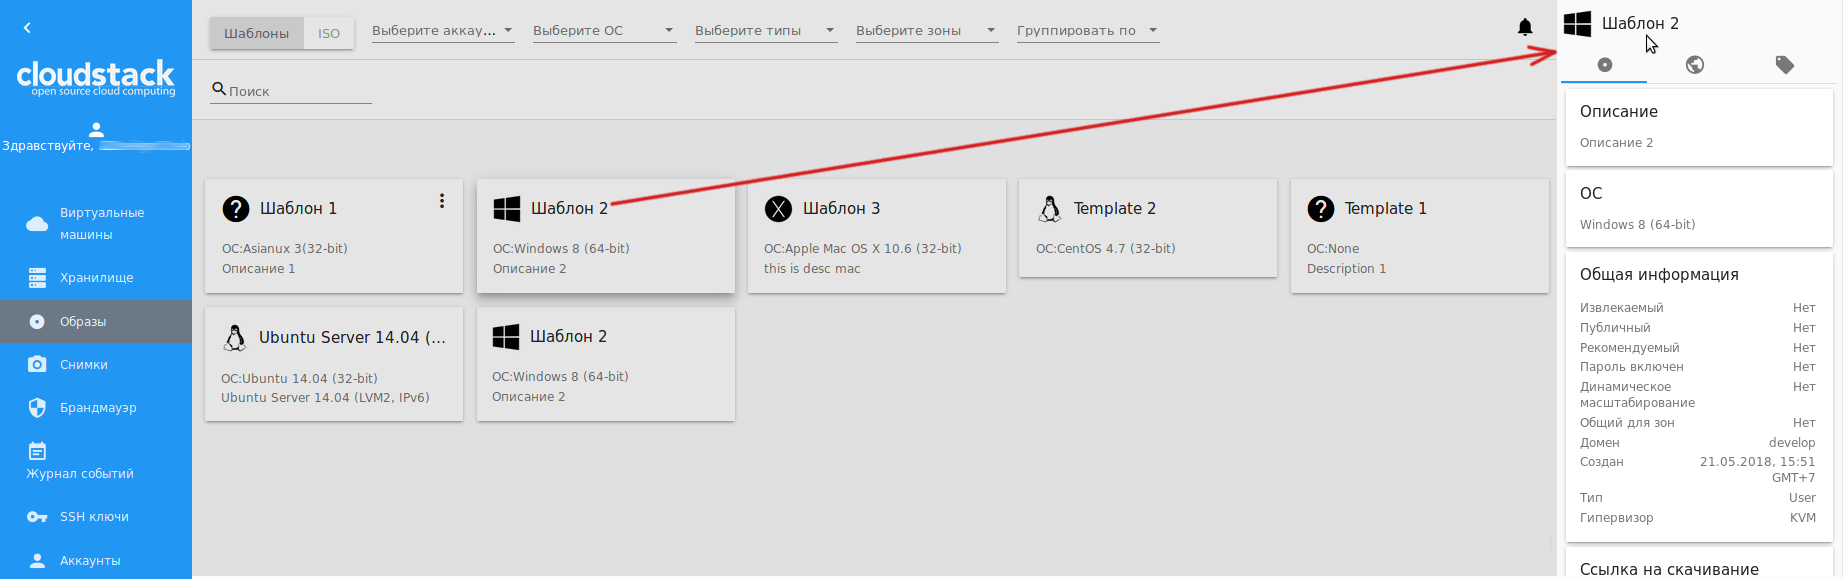 cloudstack
open source cloud computing
Здравствуйте,
Виртуальные
машины
Хранилище
Образы
Снимки
Брандмауэр
Журнал событий
SSH ключи
Аккаунты
Шаблоны
ISO
Выберите аккау...
Выберите ОС
Выберите типы
Выберите зоны
Группировать по
Поиск
Шаблон 1
ОС:Asianux 3(32-bit)
Описание 1
Шаблон 2
ОС:Windows 8 (64-bit)
Описание 2
Шаблон 3
ОС:Apple Mac OS X 10.6 (32-bit)
this is desc mac
Template 2
ОС:CentOS 4.7 (32-bit)
Template 1
ОС:None
Description 1
Ubuntu Server 14.04 (...
ОС:Ubuntu 14.04 (32-bit)
Ubuntu Server 14.04 (LVM2, IPv6)
Шаблон 2
ОС:Windows 8 (64-bit)
Описание 2
Шаблон 2
Описание
Описание 2
ОС
Windows 8 (64-bit)
Общая информация
Извлекаемый Нет
Публичный Нет
Рекомендуемый Нет
Пароль включен Нет
Динамическое Нет
масштабирование
Общий для зон Нет
Домен develop
Создан 21.05.2018, 15:51
GMT+7
Тип User
Гипервизор KVM
Ссылка на скачивание